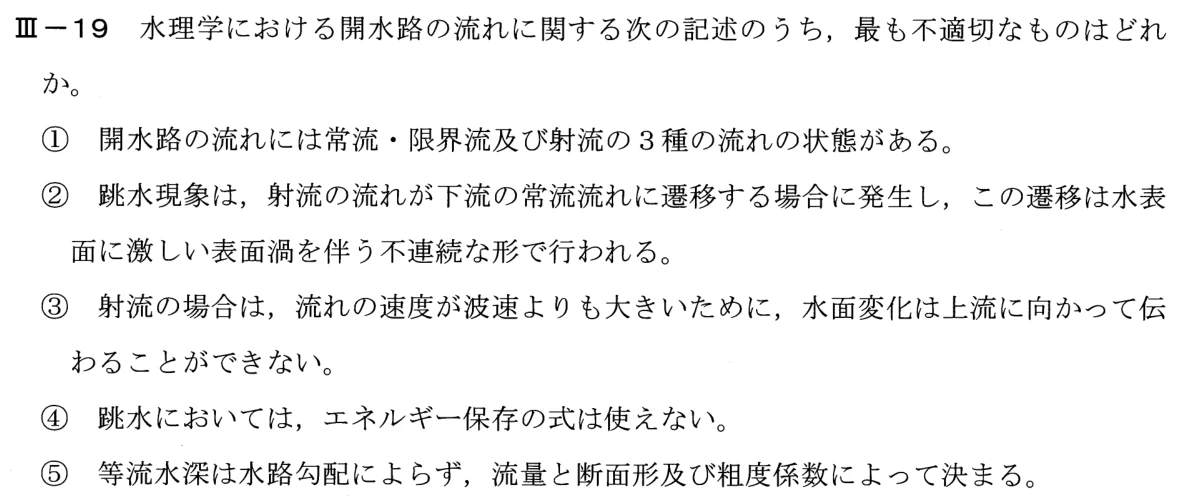 Ⅲ－19　水理学における開水路の流れに関する次の記述のうち，最も不適切なものはどれ
か。
①　開水路の流れには常流・限界流及び射流の３種の流れの状態がある。
②　跳水現象は，射流の流れが下流の常流流れに遷移する場合に発生し，この遷移は水表
面に激しい表面渦を伴う不連続な形で行われる。
③　射流の場合は，流れの速度が波速よりも大きいために，水面変化は上流に向かって伝
わることができない。
④　跳水においては，エネルギー保存の式は使えない。
⑤　等流水深は水路勾配によらず，流量と断面形及び粗度係数によって決まる。